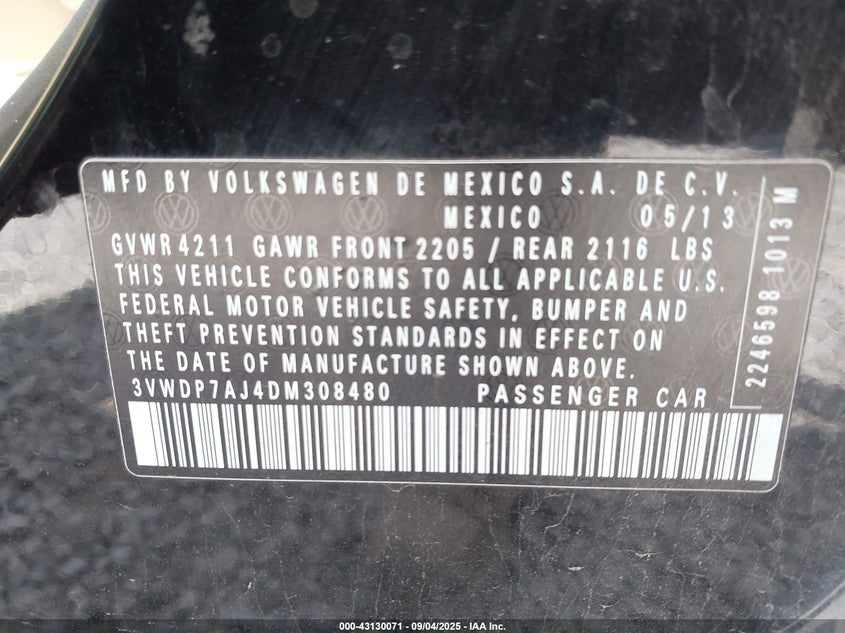 MFD BY VOLKSWAGEN DE MEXICO S.A. DE C.V.
MEXICO 05/13
GVWR 4211 GAWR FRONT 2205 / REAR 2116 LBS
THIS VEHICLE CONFORMS TO ALL APPLICABLE U.S.
FEDERAL MOTOR VEHICLE SAFETY, BUMPER AND
THEFT PREVENTION STANDARDS IN EFFECT ON
THE DATE OF MANUFACTURE SHOWN ABOVE.
3VWDP7AJ4DM308480 PASSENGER CAR
2246598 1013 M
000-43130071 - 09/04/2025 - IAA Inc.